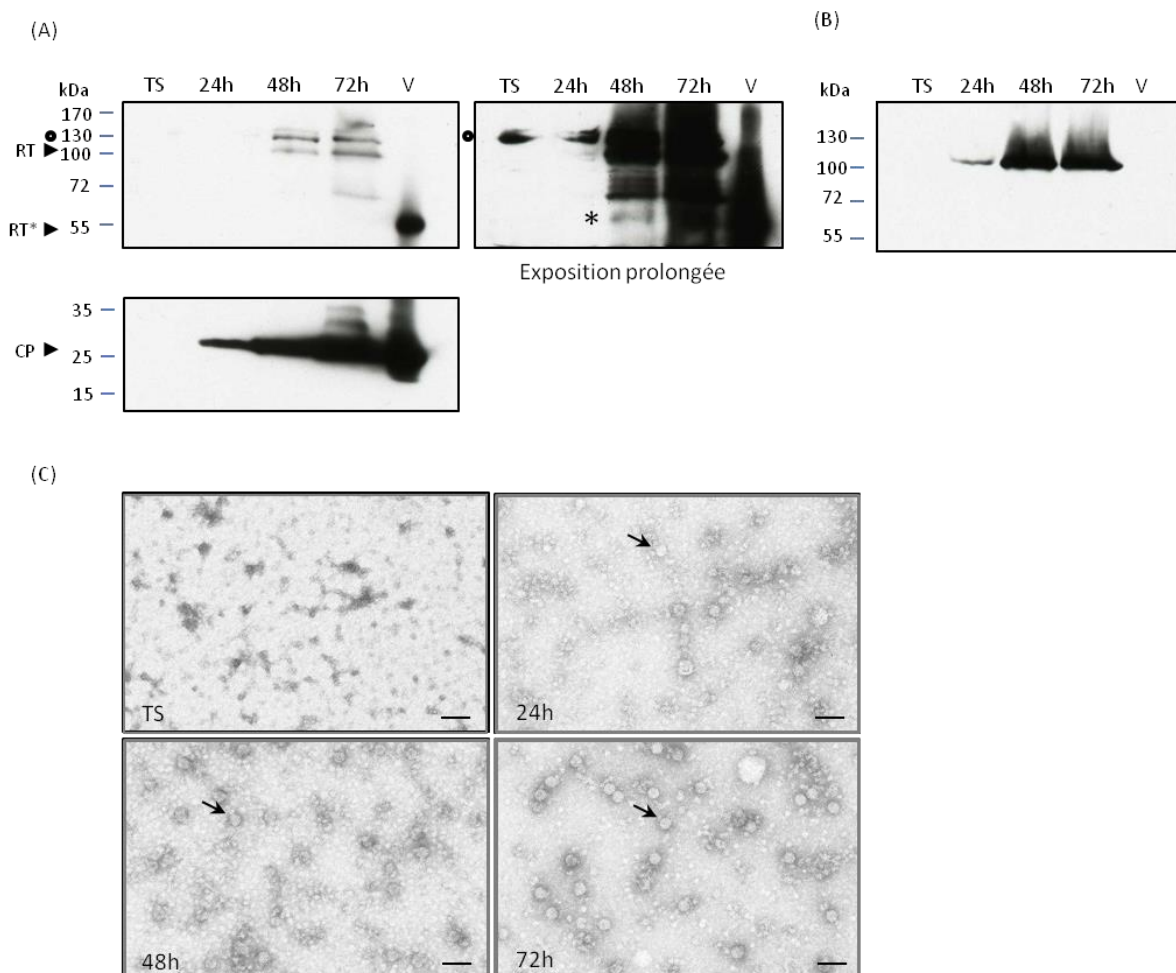 (A)
kDa TS 24h 48h 72h V
170
130
RT 100
72
RT* 55
TS 24h 48h 72h V
*
Exposition prolongée
35
CP 25
15
(B)
kDa TS 24h 48h 72h V
130
100
72
55
(C)
TS
24h
48h
72h